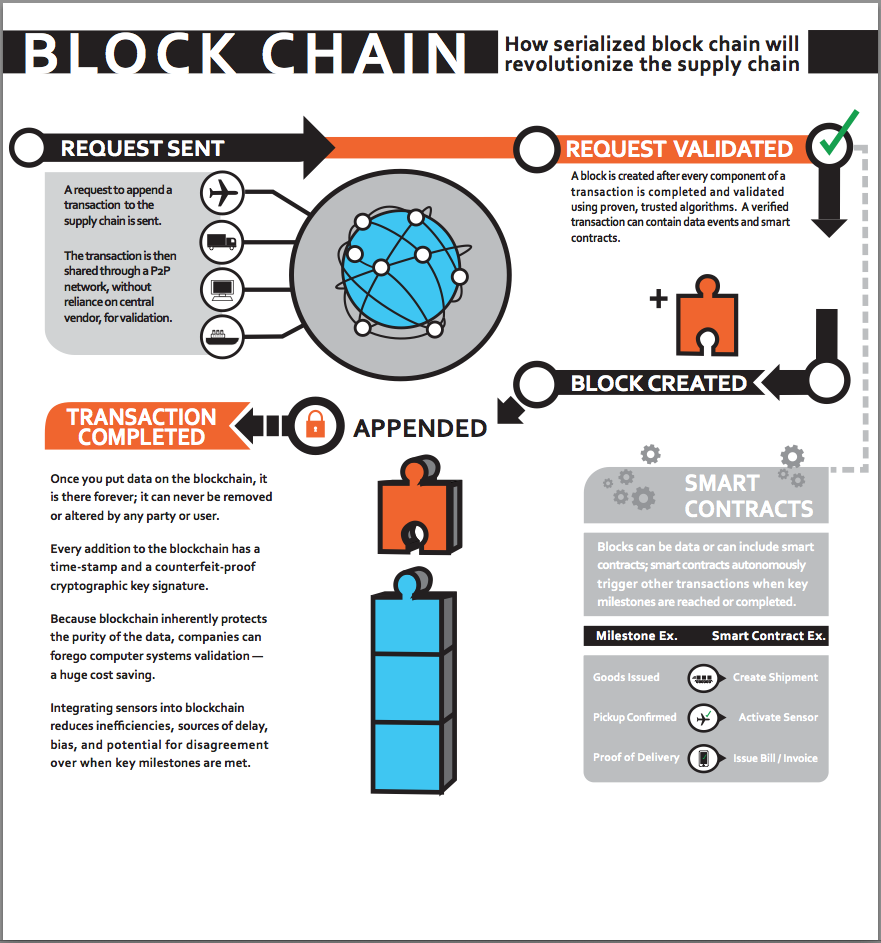 BLOCK CHAIN
How serialized block chain will
revolutionize the supply chain
REQUEST SENT
A request to append a
transaction to the
supply chain is sent.
The transaction is then
shared through a P2P
network, without
reliance on central
vendor, for validation.
REQUEST VALIDATED
A block is created after every component of a
transaction is completed and validated
using proven, trusted algorithms. A verified
transaction can contain data events and smart
contracts.
+
BLOCK CREATED
APPENDED
TRANSACTION
COMPLETED
Once you put data on the blockchain, it
is there forever; it can never be removed
or altered by any party or user.
Every addition to the blockchain has a
time-stamp and a counterfeit-proof
cryptographic key signature.
Because blockchain inherently protects
the purity of the data, companies can
forego computer systems validation —
a huge cost saving.
Integrating sensors into blockchain
reduces inefficiencies, sources of delay,
bias, and potential for disagreement
over when key milestones are met.
SMART
CONTRACTS
Blocks can be data or can include smart
contracts; smart contracts autonomously
trigger other transactions when key
milestones are reached or completed.
Milestone Ex. Smart Contract Ex.
Goods Issued Create Shipment
Pickup Confirmed Activate Sensor
Proof of Delivery Issue Bill / Invoice